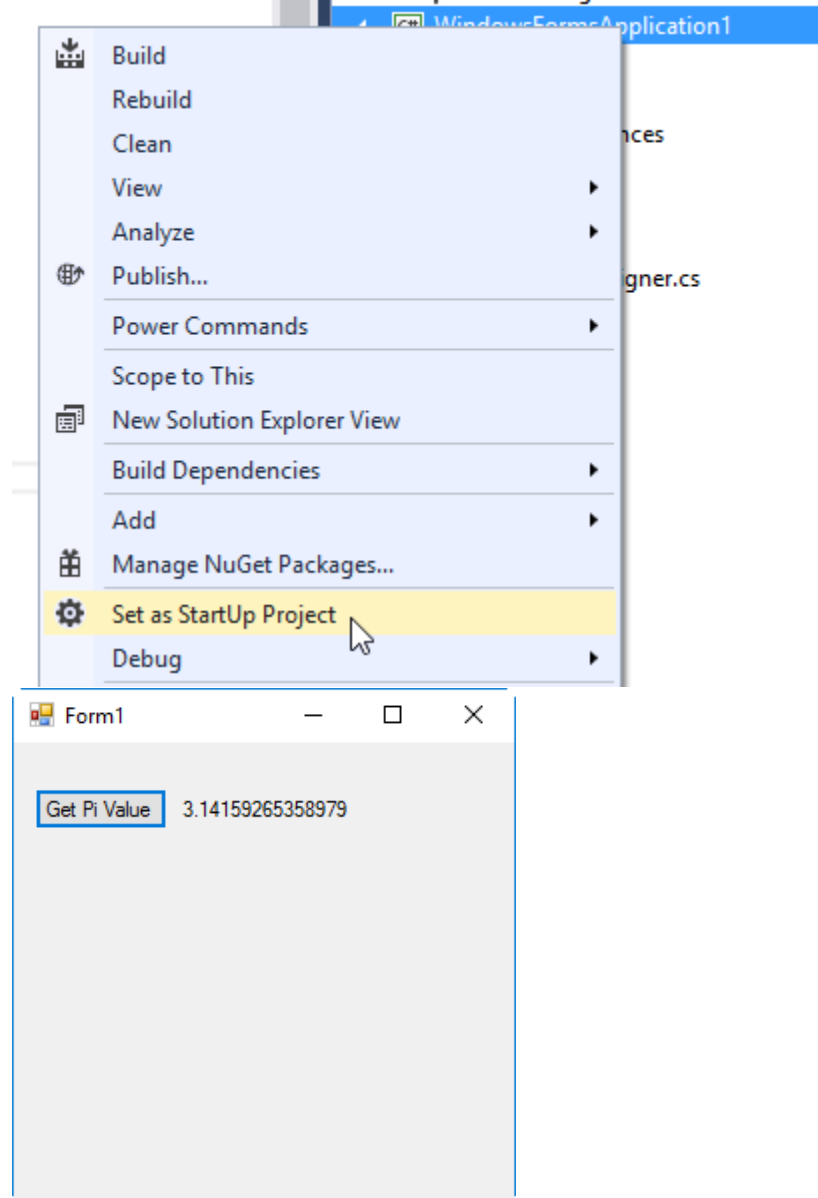 WindowsFormsApplication1
Build
Rebuild
Clean
View
Analyze
Publish...
Power Commands
Scope to This
New Solution Explorer View
Build Dependencies
Add
Manage NuGet Packages...
Set as StartUp Project
Debug
nces
igner.cs
Form1
Get Pi Value 3.14159265358979